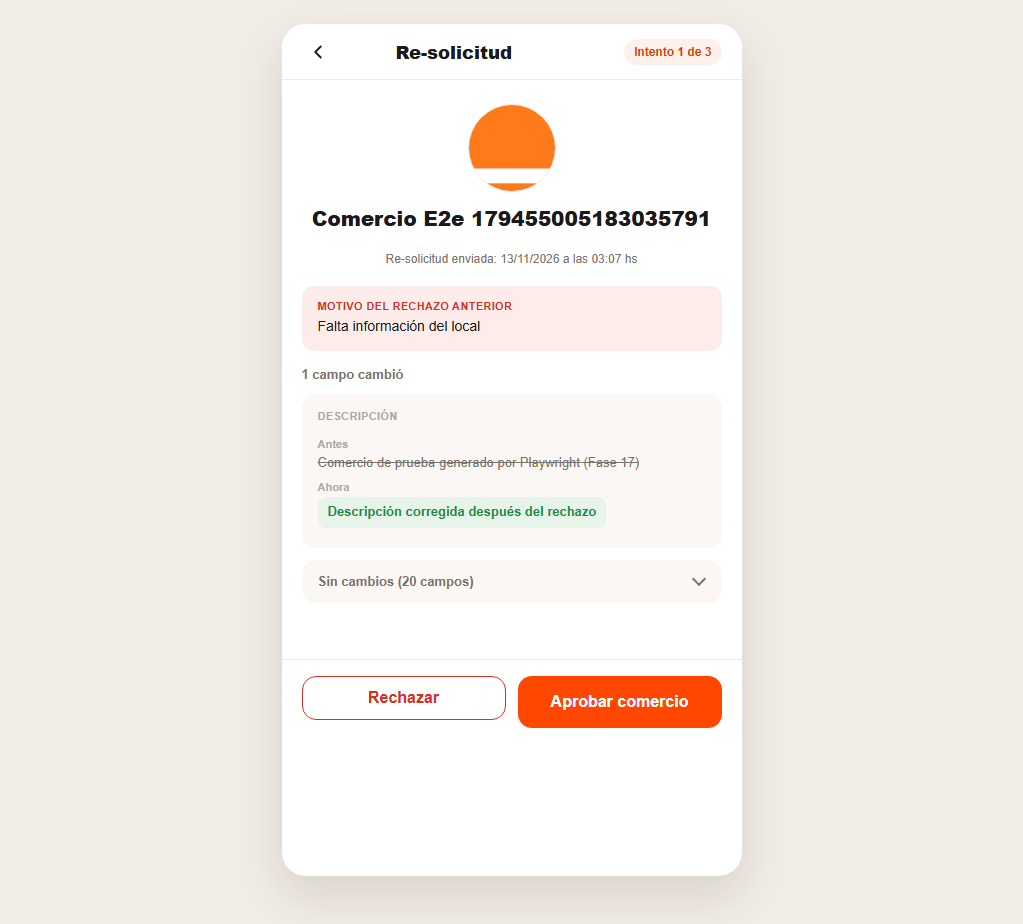 Re-solicitud
Intento 1 de 3
Comercio E2e 179455005183035791
Re-solicitud enviada: 13/11/2026 a las 03:07 hs
MOTIVO DEL RECHAZO ANTERIOR
Falta información del local
1 campo cambió
DESCRIPCIÓN
Antes
Comercio de prueba generado por Playwright (Fase 17)
Ahora
Descripción corregida después del rechazo
Sin cambios (20 campos)
Rechazar
Aprobar comercio